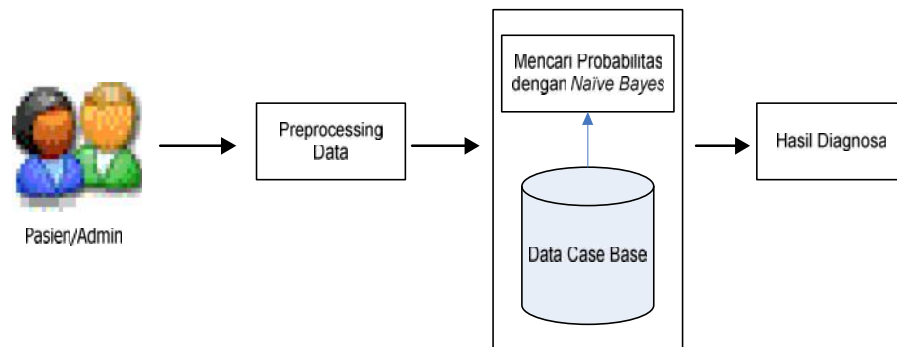 Pasien/Admin
Preprocessing
Data
Mencari Probabilitas
dengan Naïve Bayes
Data Case Base
Hasil Diagnosa